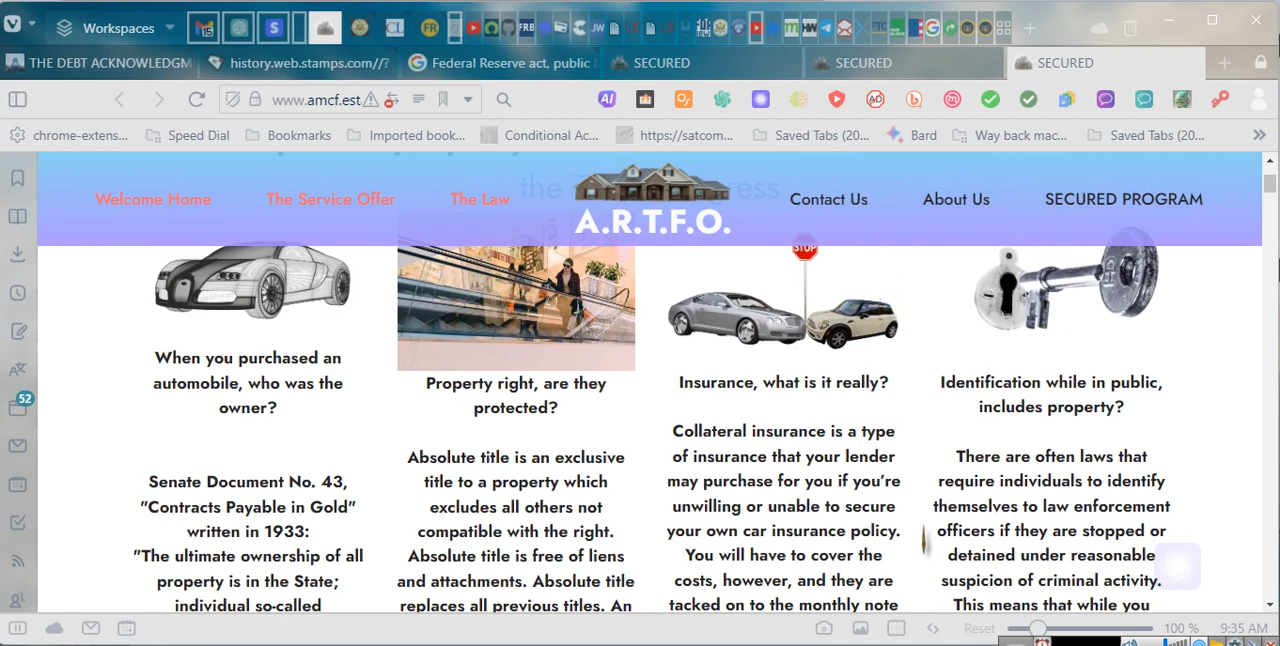 Workspaces
THE DEBT ACKNOWLEDGM
history.web.stamps.com//?
Federal Reserve act, public
SECURED
SECURED
SECURED
www.amcf.est
chrome-extens...
Speed Dial
Bookmarks
Imported book...
Conditional Ac...
https://satcom...
Saved Tabs (20...
Bard
Way back mac...
Saved Tabs (20...
Welcome Home
The Service Offer
The Law
A.R.T.F.O.
Contact Us
About Us
SECURED PROGRAM
When you purchased an
automobile, who was the
owner?
Senate Document No. 43,
"Contracts Payable in Gold"
written in 1933:
"The ultimate ownership of all
property is in the State;
individual so-called
Property right, are they
protected?
Absolute title is an exclusive
title to a property which
excludes all others not
compatible with the right.
Absolute title is free of liens
and attachments. Absolute title
replaces all previous titles. An
STOP
Insurance, what is it really?
Collateral insurance is a type
of insurance that your lender
may purchase for you if you're
unwilling or unable to secure
your own car insurance policy.
You will have to cover the
costs, however, and they are
tacked on to the monthly note
Identification while in public,
includes property?
There are often laws that
require individuals to identify
themselves to law enforcement
officers if they are stopped or
detained under reasonable
suspicion of criminal activity.
This means that while you
52
Reset
100 %
9:35 AM